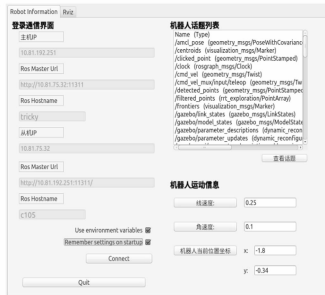 Robot Information
Rviz
登录通信界面
主机IP
10.81.192.251
Ros Master Url
http://10.81.75.32:11311
Ros Hostname
tricky
从机IP
10.81.75.32
Ros Master Url
http://10.81.192.251:11311/
Ros Hostname
c105
Use environment variables
Remember settings on startup
Connect
Quit
机器人话题列表
Name (Type)
/amcl_pose (geometry_msgs/PoseWithCovariance
/centroids (visualization_msgs/Marker)
/clicked_point (geometry_msgs/PointStamped)
/clock (rosgraph_msgs/Clock)
/cmd_vel (geometry_msgs/Twist)
/cmd_vel_mux/input/teleop (geometry_msgs/Tw
/detected_points (geometry_msgs/PointStamped
/filtered_points (rrt_exploration/PointArray)
/frontiers (visualization_msgs/Marker)
/gazebo/link_states (gazebo_msgs/LinkStates)
/gazebo/model_states (gazebo_msgs/ModelState
/gazebo/parameter_descriptions (dynamic_recon
/gazebo/parameter_updates (dynamic_reconfigu
查看话题
机器人运动信息
线速度: 0.25
角速度: 0.1
机器人当前位置坐标 x: -1.8
y: -0.34